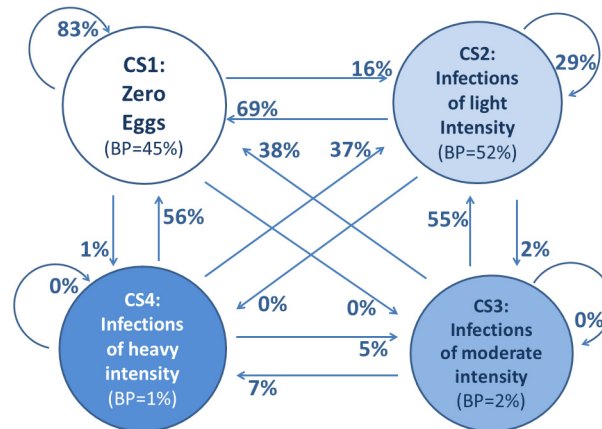 83%
CS1:
Zero
Eggs
(BP=45%)
16%
69%
CS2:
Infections
of light
Intensity
(BP=52%)
29%
38%
37%
1%
56%
55%
2%
0%
CS4:
Infections
of heavy
intensity
(BP=1%)
0%
0%
5%
7%
CS3:
Infections
of moderate
intensity
(BP=2%)
0%